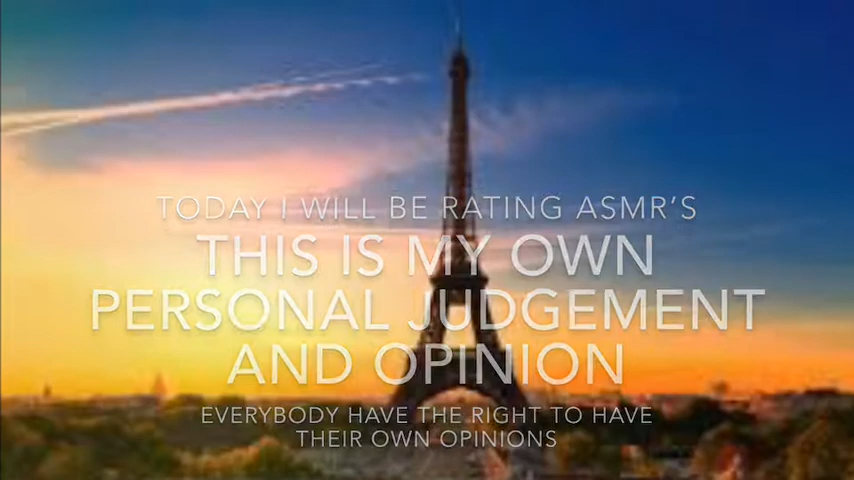 TODAY I WILL BE RATING ASMR'S
THIS IS MY OWN
PERSONAL JUDGEMENT
AND OPINION
EVERYBODY HAVE THE RIGHT TO HAVE
THEIR OWN OPINIONS